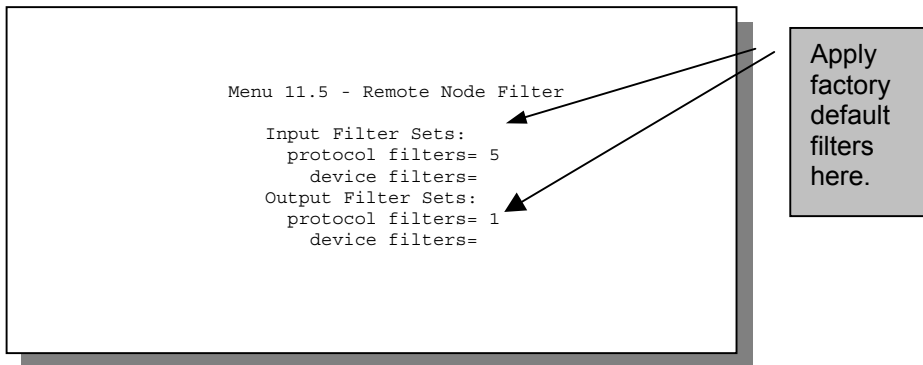 Menu 11.5 - Remote Node Filter
Input Filter Sets:
protocol filters= 5
device filters=
Output Filter Sets:
protocol filters= 1
device filters=
Apply
factory
default
filters
here.